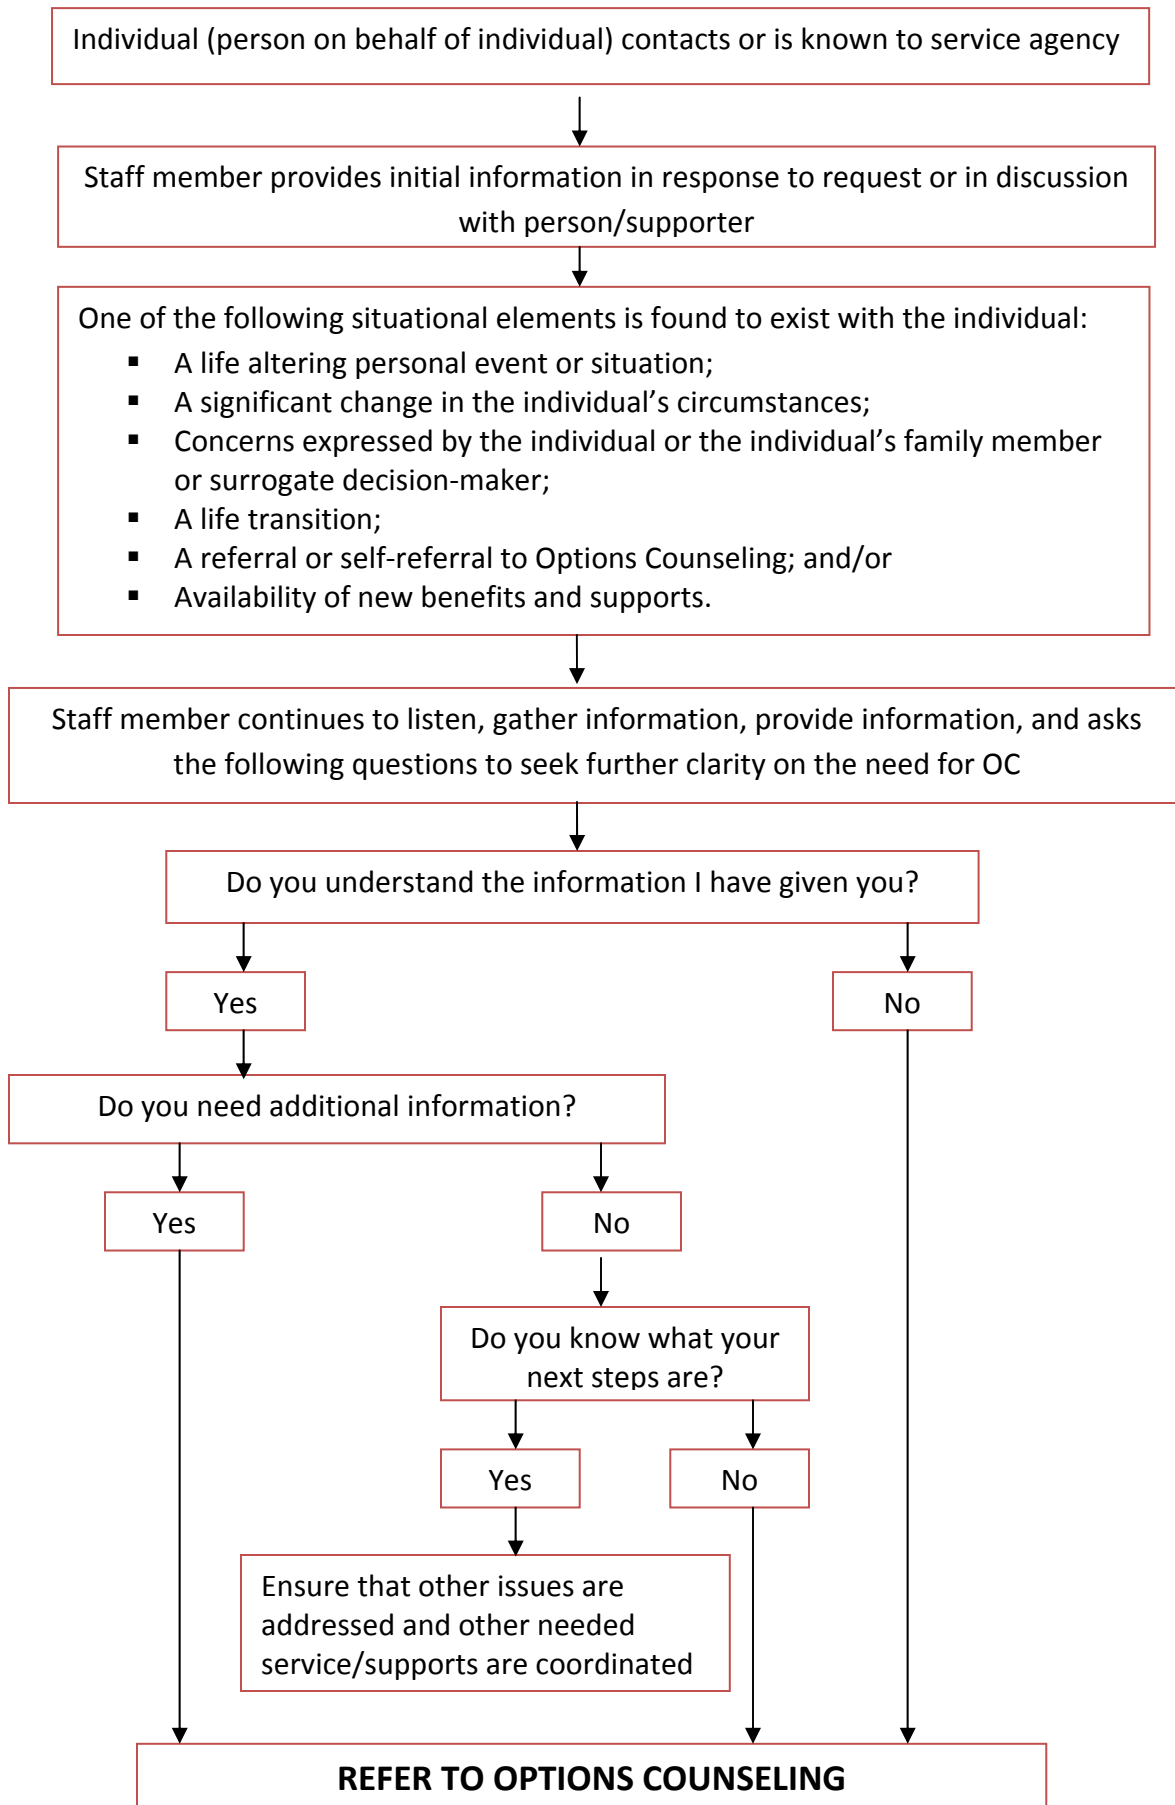 Individual (person on behalf of individual) contacts or is known to service agency
Staff member provides initial information in response to request or in discussion
with person/supporter
One of the following situational elements is found to exist with the individual:
▪ A life altering personal event or situation;
▪ A significant change in the individual’s circumstances;
▪ Concerns expressed by the individual or the individual’s family member
or surrogate decision-maker;
▪ A life transition;
▪ A referral or self-referral to Options Counseling; and/or
▪ Availability of new benefits and supports.
Staff member continues to listen, gather information, provide information, and asks
the following questions to seek further clarity on the need for OC
Do you understand the information I have given you?
Yes
No
Do you need additional information?
Yes
No
Do you know what your
next steps are?
Yes
No
Ensure that other issues are
addressed and other needed
service/supports are coordinated
REFER TO OPTIONS COUNSELING